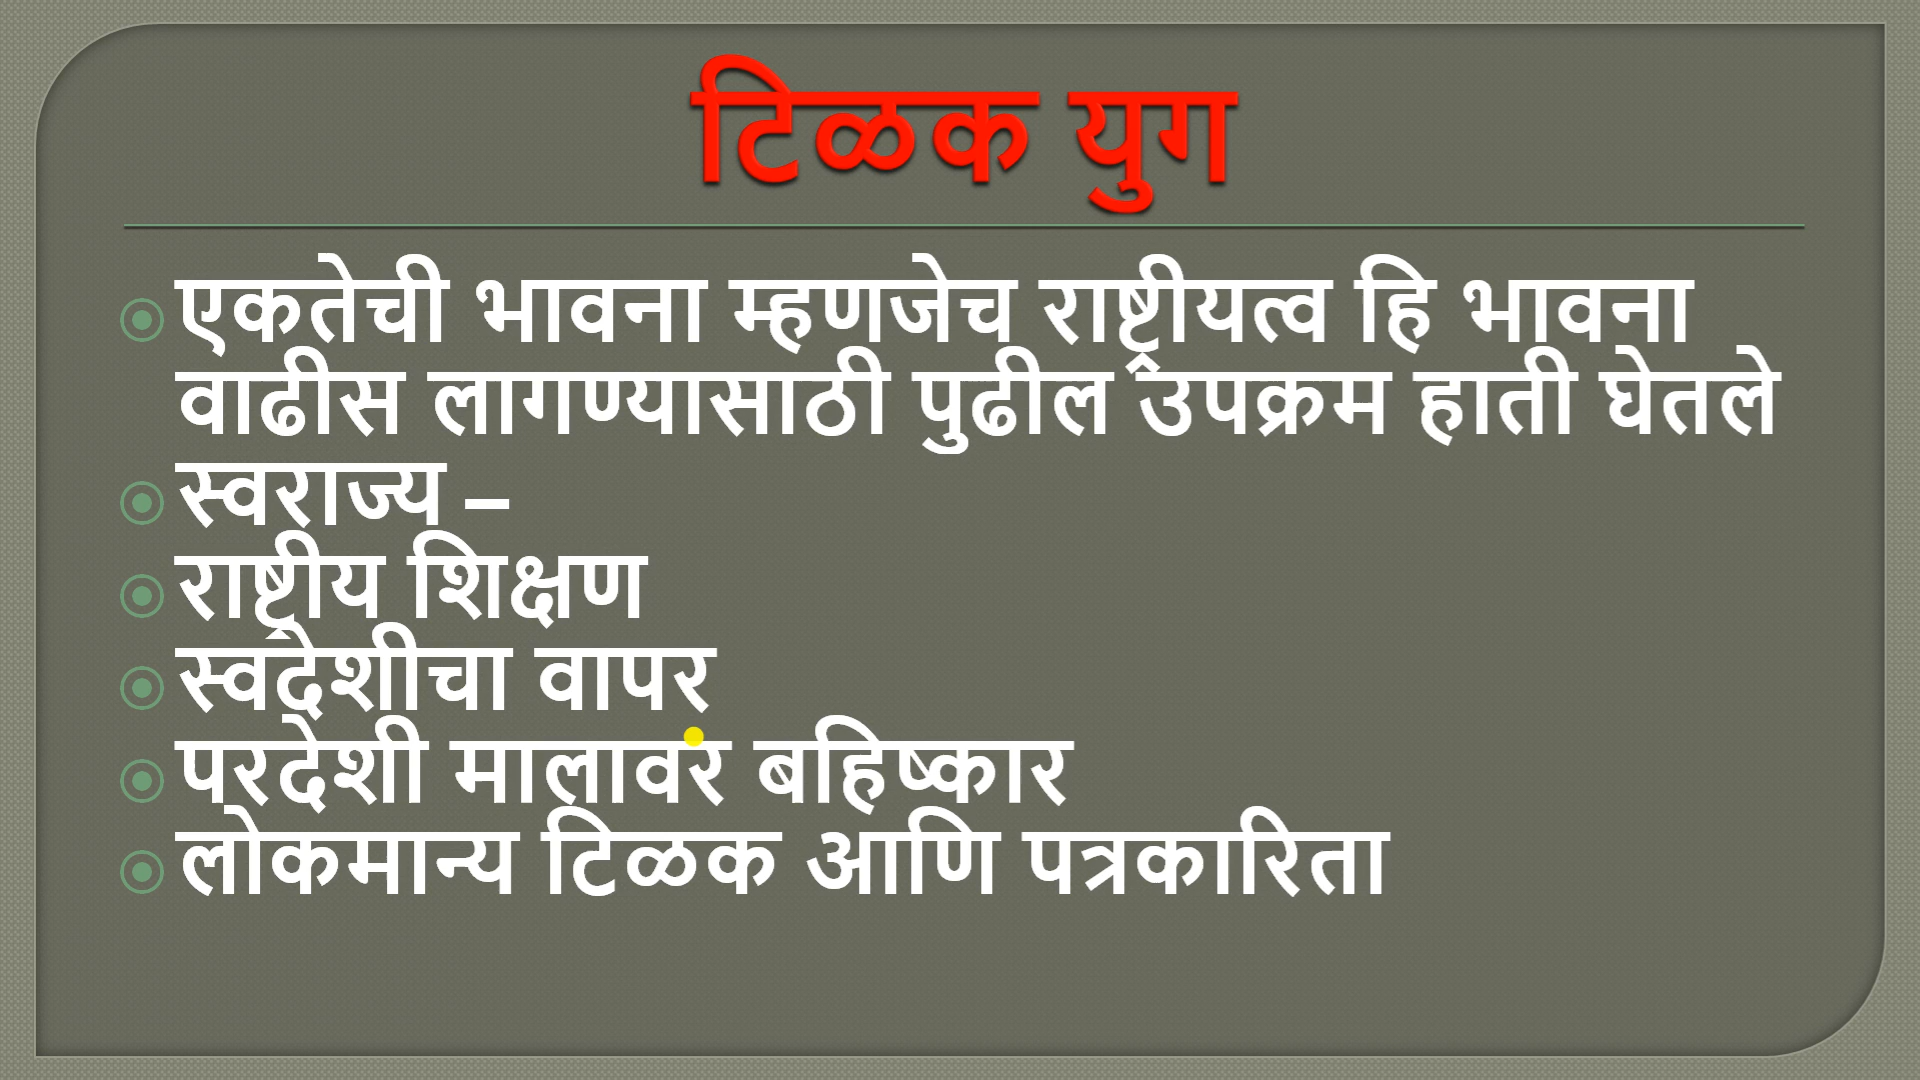 टिळक युग
एकतेची भावना म्हणजेच राष्ट्रीयत्व हि भावना
वाढीस लागण्यासाठी पुढील उपक्रम हाती घेतले
स्वराज्य –
राष्ट्रीय शिक्षण
स्वदेशीचा वापर
परदेशी मालावर बहिष्कार
लोकमान्य टिळक आणि पत्रकारिता